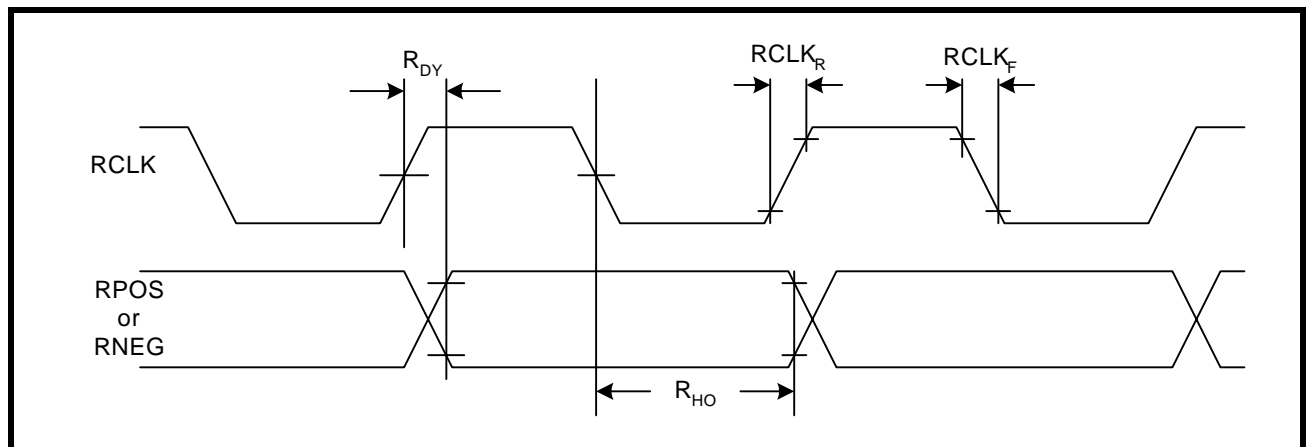 R_DY
RCLK_R
RCLK_F
RCLK
RPOS
or
RNEG
R_HO